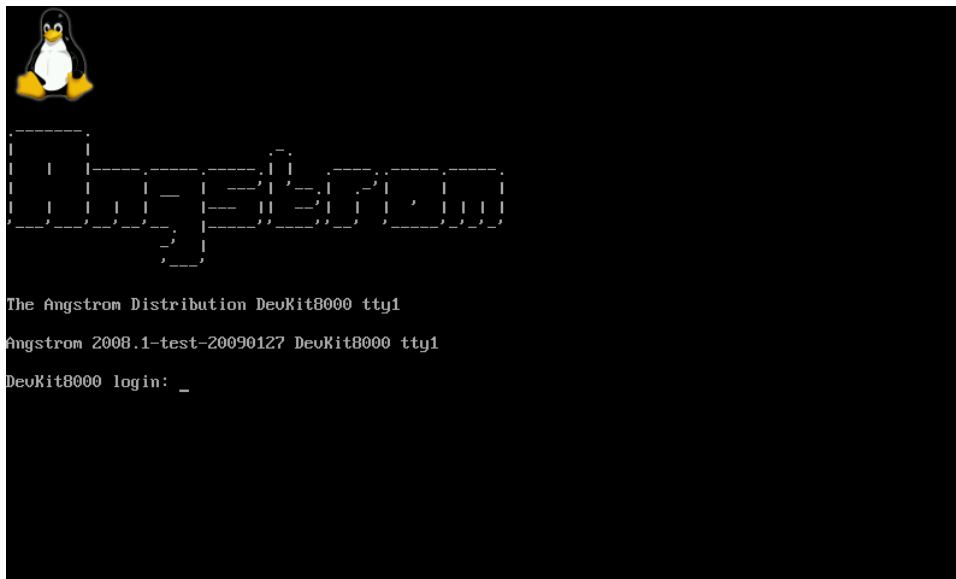 Angstrom
The Angstrom Distribution DevKit8000 tty1
Angstrom 2008.1-test-20090127 DevKit8000 tty1
DevKit8000 login: _